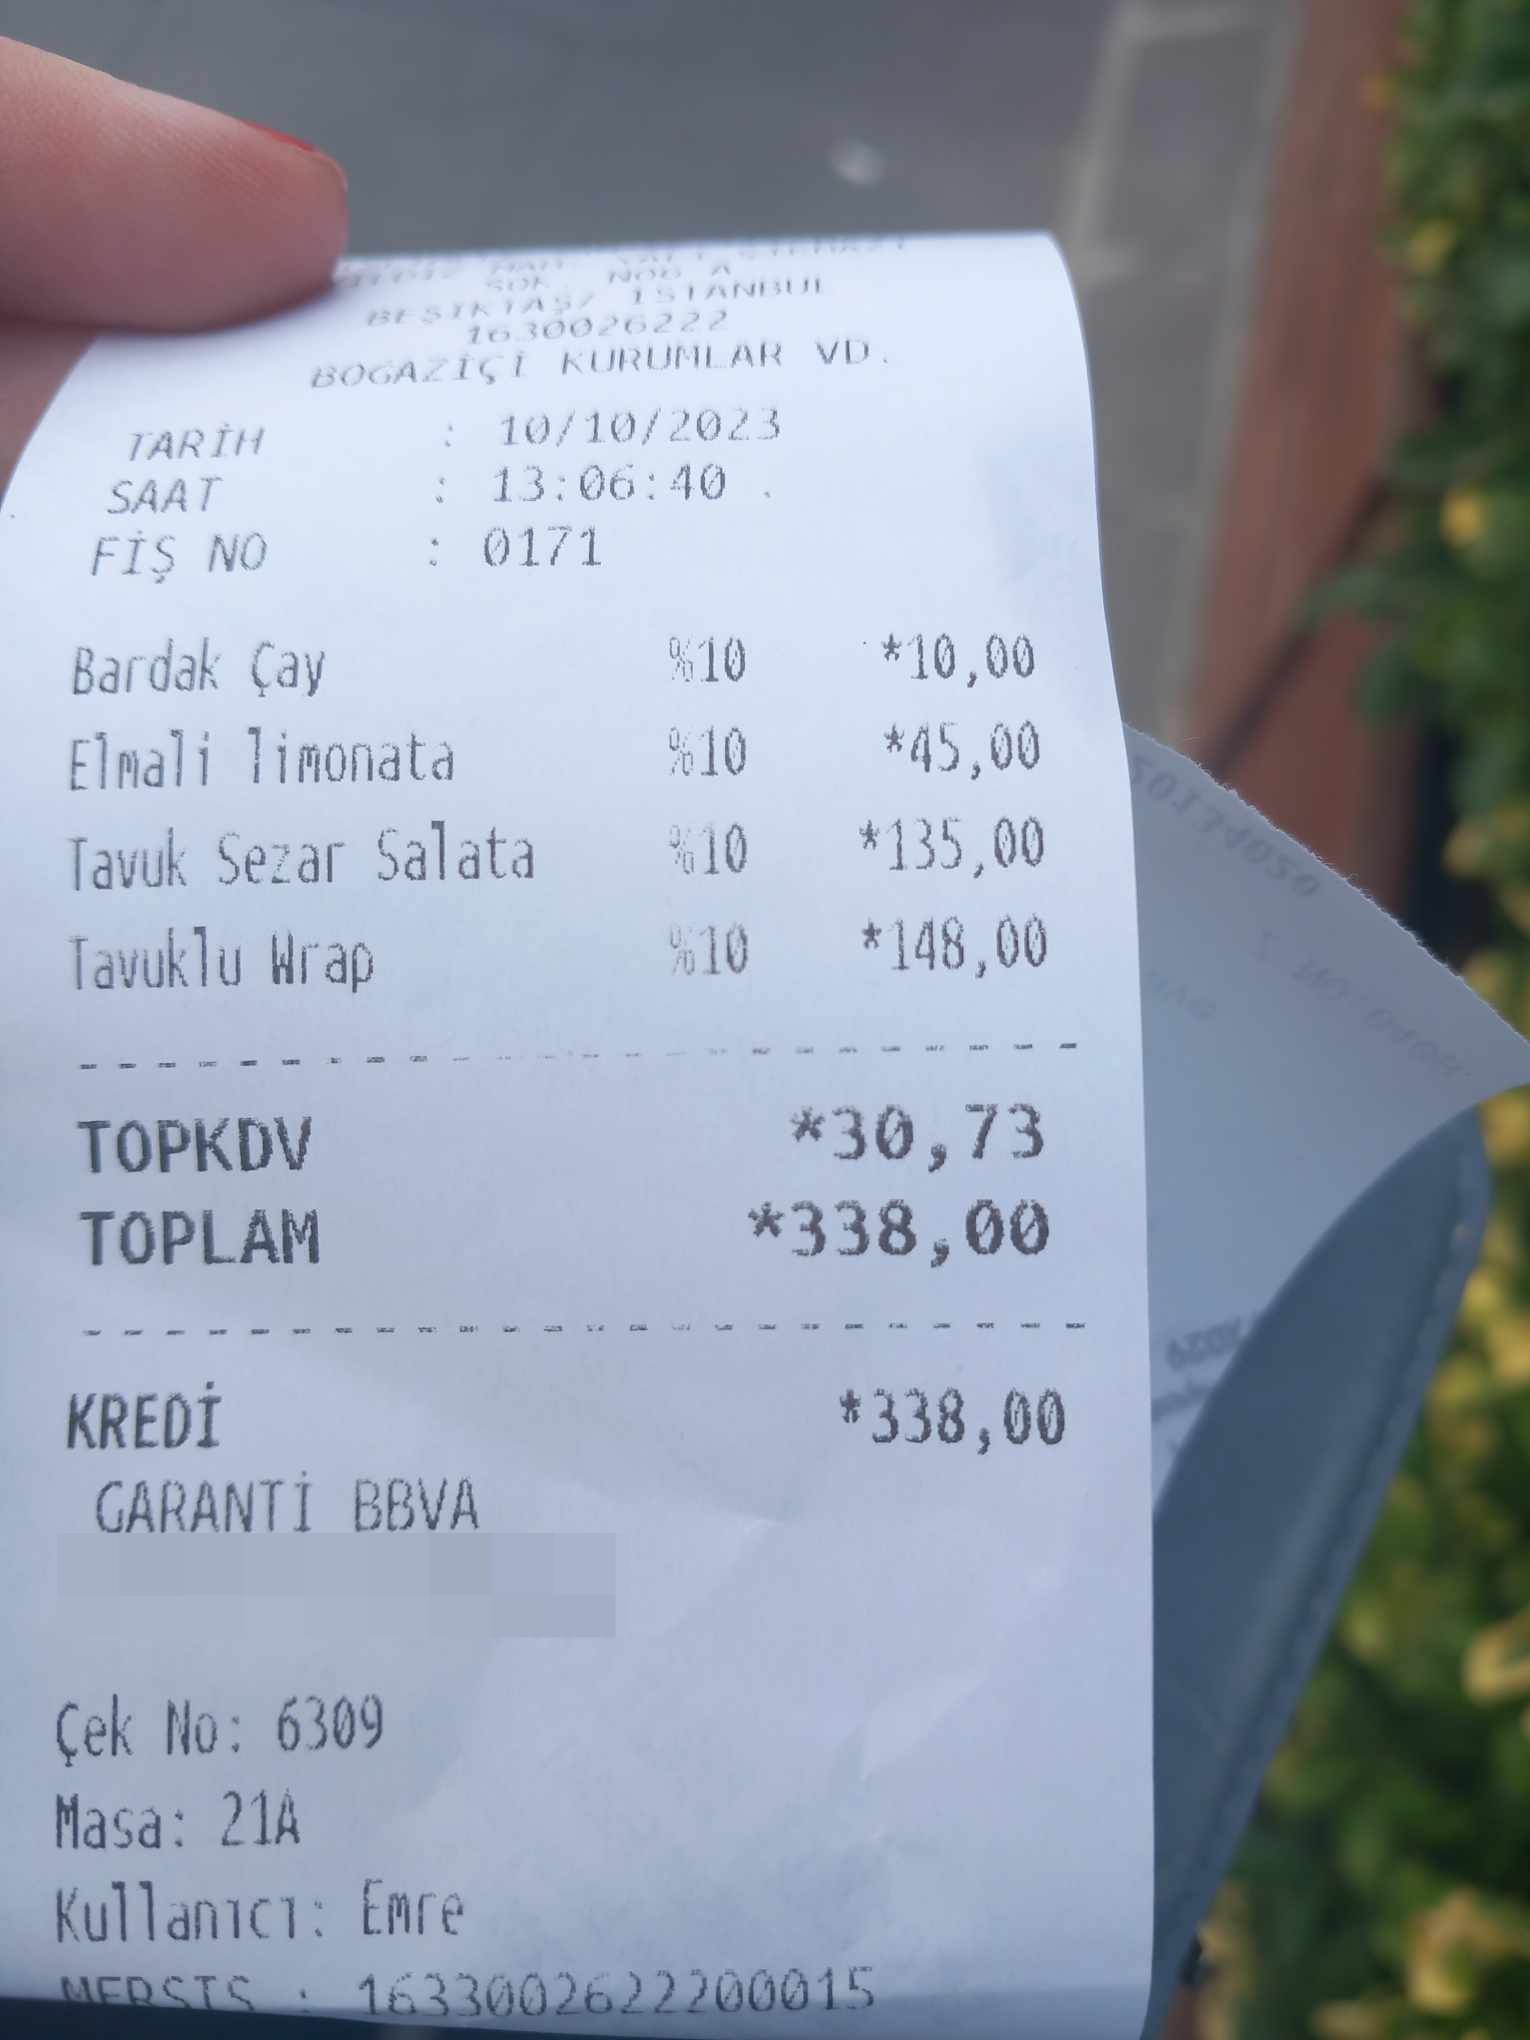 SOK. NO6 A
BEŞİKTAŞ/ İSTANBUL
1630026222
BOĞAZİÇİ KURUMLAR VD.
TARİH : 10/10/2023
SAAT : 13:06:40
FİŞ NO : 0171
Bardak Çay %10 *10,00
Elmali limonata %10 *45,00
Tavuk Sezar Salata %10 *135,00
Tavuklu Wrap %10 *148,00
TOPKDV *30,73
TOPLAM *338,00
KREDİ *338,00
GARANTİ BBVA
Çek No: 6309
Masa: 21A
Kullanıcı: Emre
MERSIS : 1633002622200015